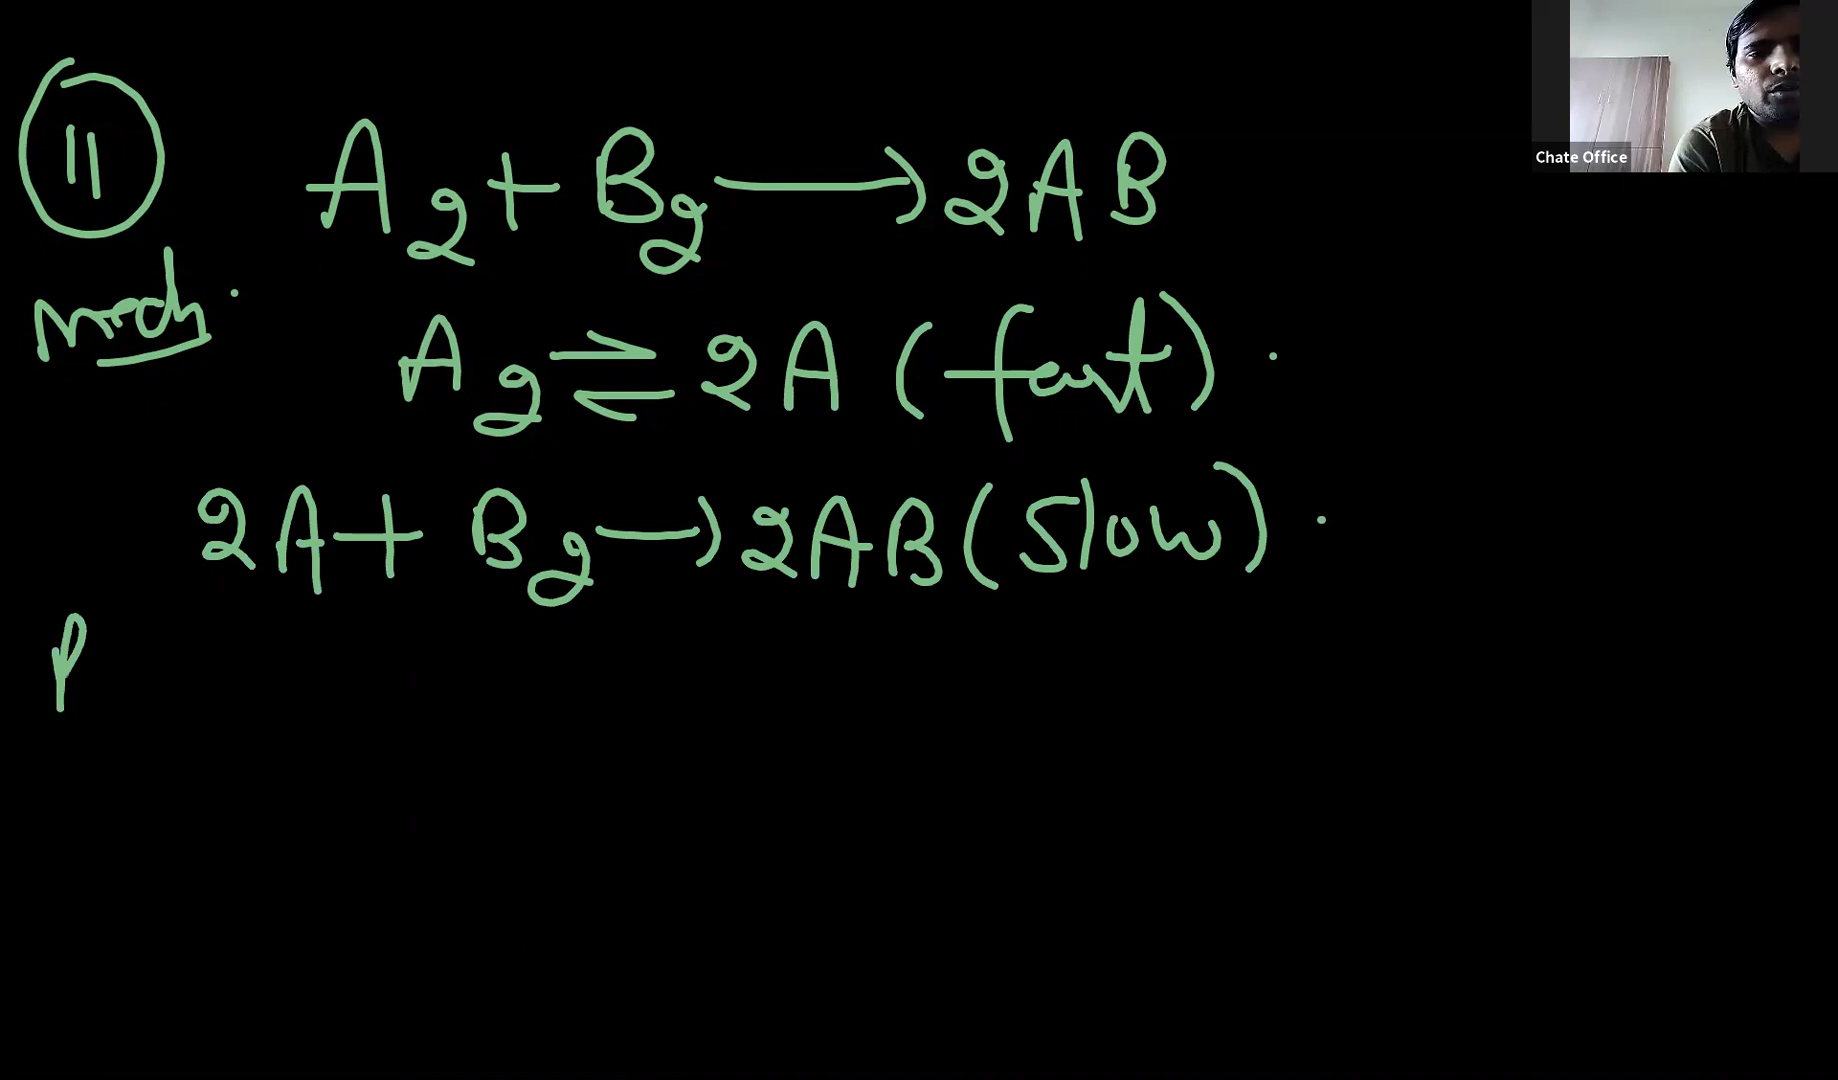 11 A₂ + B₂ → 2AB
Mech.
A₂ ⇌ 2A (fast).
2A + B₂ → 2AB (Slow).
Chate Office